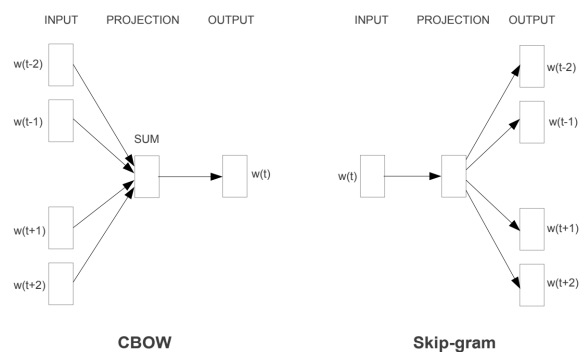 INPUT PROJECTION OUTPUT
w(t-2)
w(t-1)
SUM
w(t)
w(t+1)
w(t+2)
CBOW
INPUT PROJECTION OUTPUT
w(t-2)
w(t-1)
w(t)
w(t+1)
w(t+2)
Skip-gram